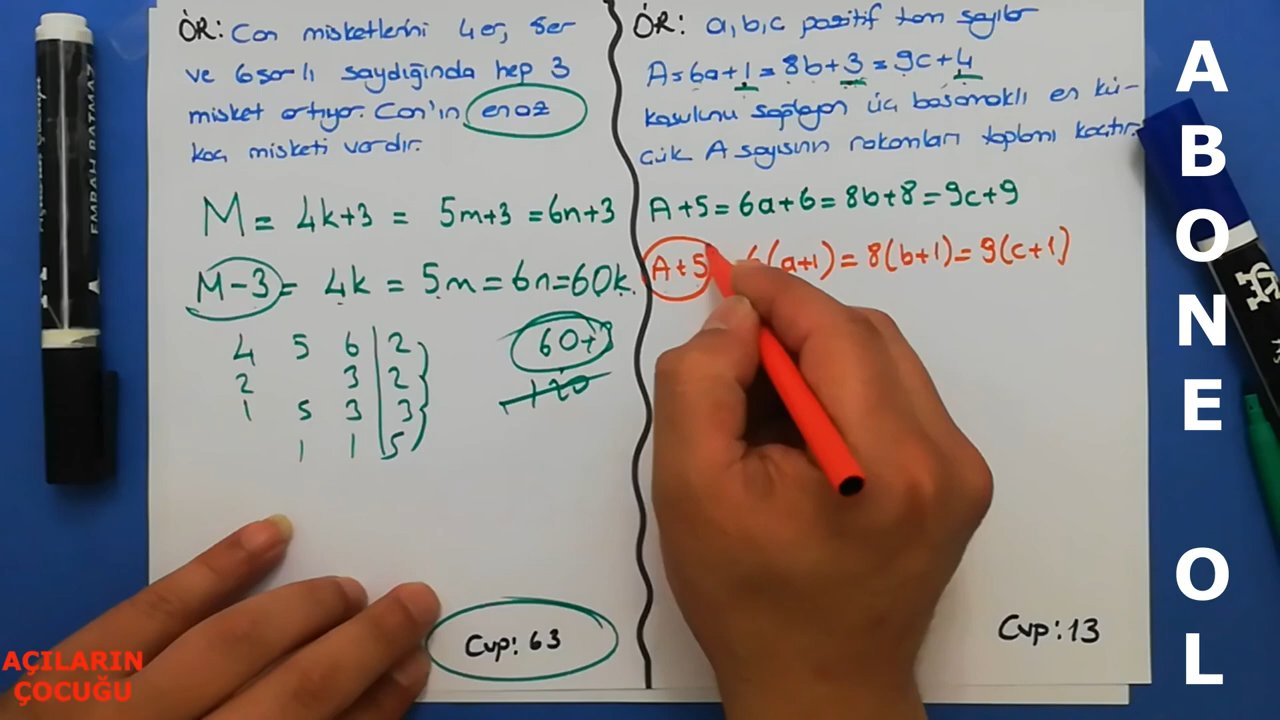 ÖR: Can misketlerini 4er, 5er
ve 6şarlı saydığında hep 3
misket artıyor. Can'ın en az
kaç misketi vardır.
M = 4k+3 = 5m+3 = 6n+3
M-3 = 4k = 5m = 6n = 60k
4 5 6 2
2 3 2
1 5 3 3
1 1 5
60+3
120
Cvp: 63
ÖR: a,b,c pozitif tam sayılar
A=6a+1=8b+3=9c+4
koşulunu sağlayan üç basamaklı en kü-
çük A sayısının rakamları toplamı kaçtır.
A+5=6a+6=8b+8=9c+9
A+5 6(a+1)=8(b+1)=9(c+1)
Cvp: 13
ABONE OL
AÇILARIN
ÇOCUĞU